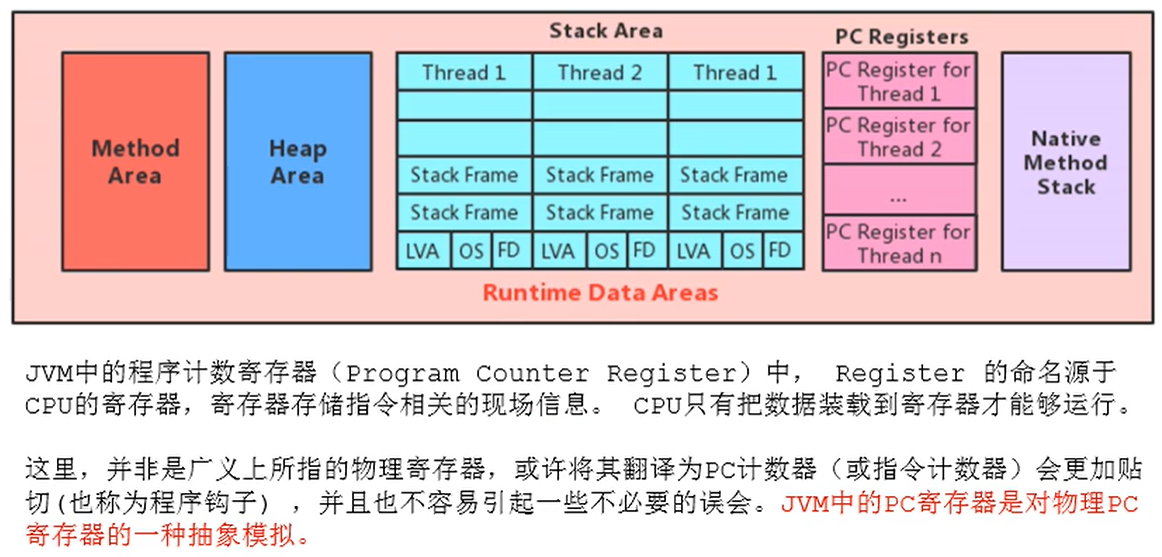 Stack Area
PC Registers
Method
Area
Heap
Area
Thread 1
Thread 2
Thread 1
Stack Frame
Stack Frame
Stack Frame
Stack Frame
Stack Frame
Stack Frame
LVA
OS
FD
LVA
OS
FD
LVA
OS
FD
PC Register for
Thread 1
PC Register for
Thread 2
...
PC Register for
Thread n
Native
Method
Stack
Runtime Data Areas
JVM中的程序计数寄存器（Program Counter Register）中， Register 的命名源于
CPU的寄存器，寄存器存储指令相关的现场信息。 CPU只有把数据装载到寄存器才能够运行。
这里，并非是广义上所指的物理寄存器，或许将其翻译为PC计数器（或指令计数器）会更加贴
切(也称为程序钩子) ，并且也不容易引起一些不必要的误会。JVM中的PC寄存器是对物理PC
寄存器的一种抽象模拟。